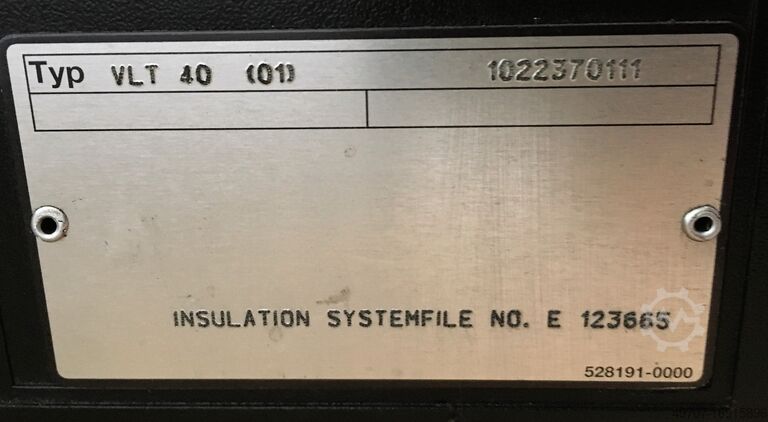 Typ VLT 40 (01) 1022370111
INSULATION SYSTEMFILE NO. E 123665
528191-0000